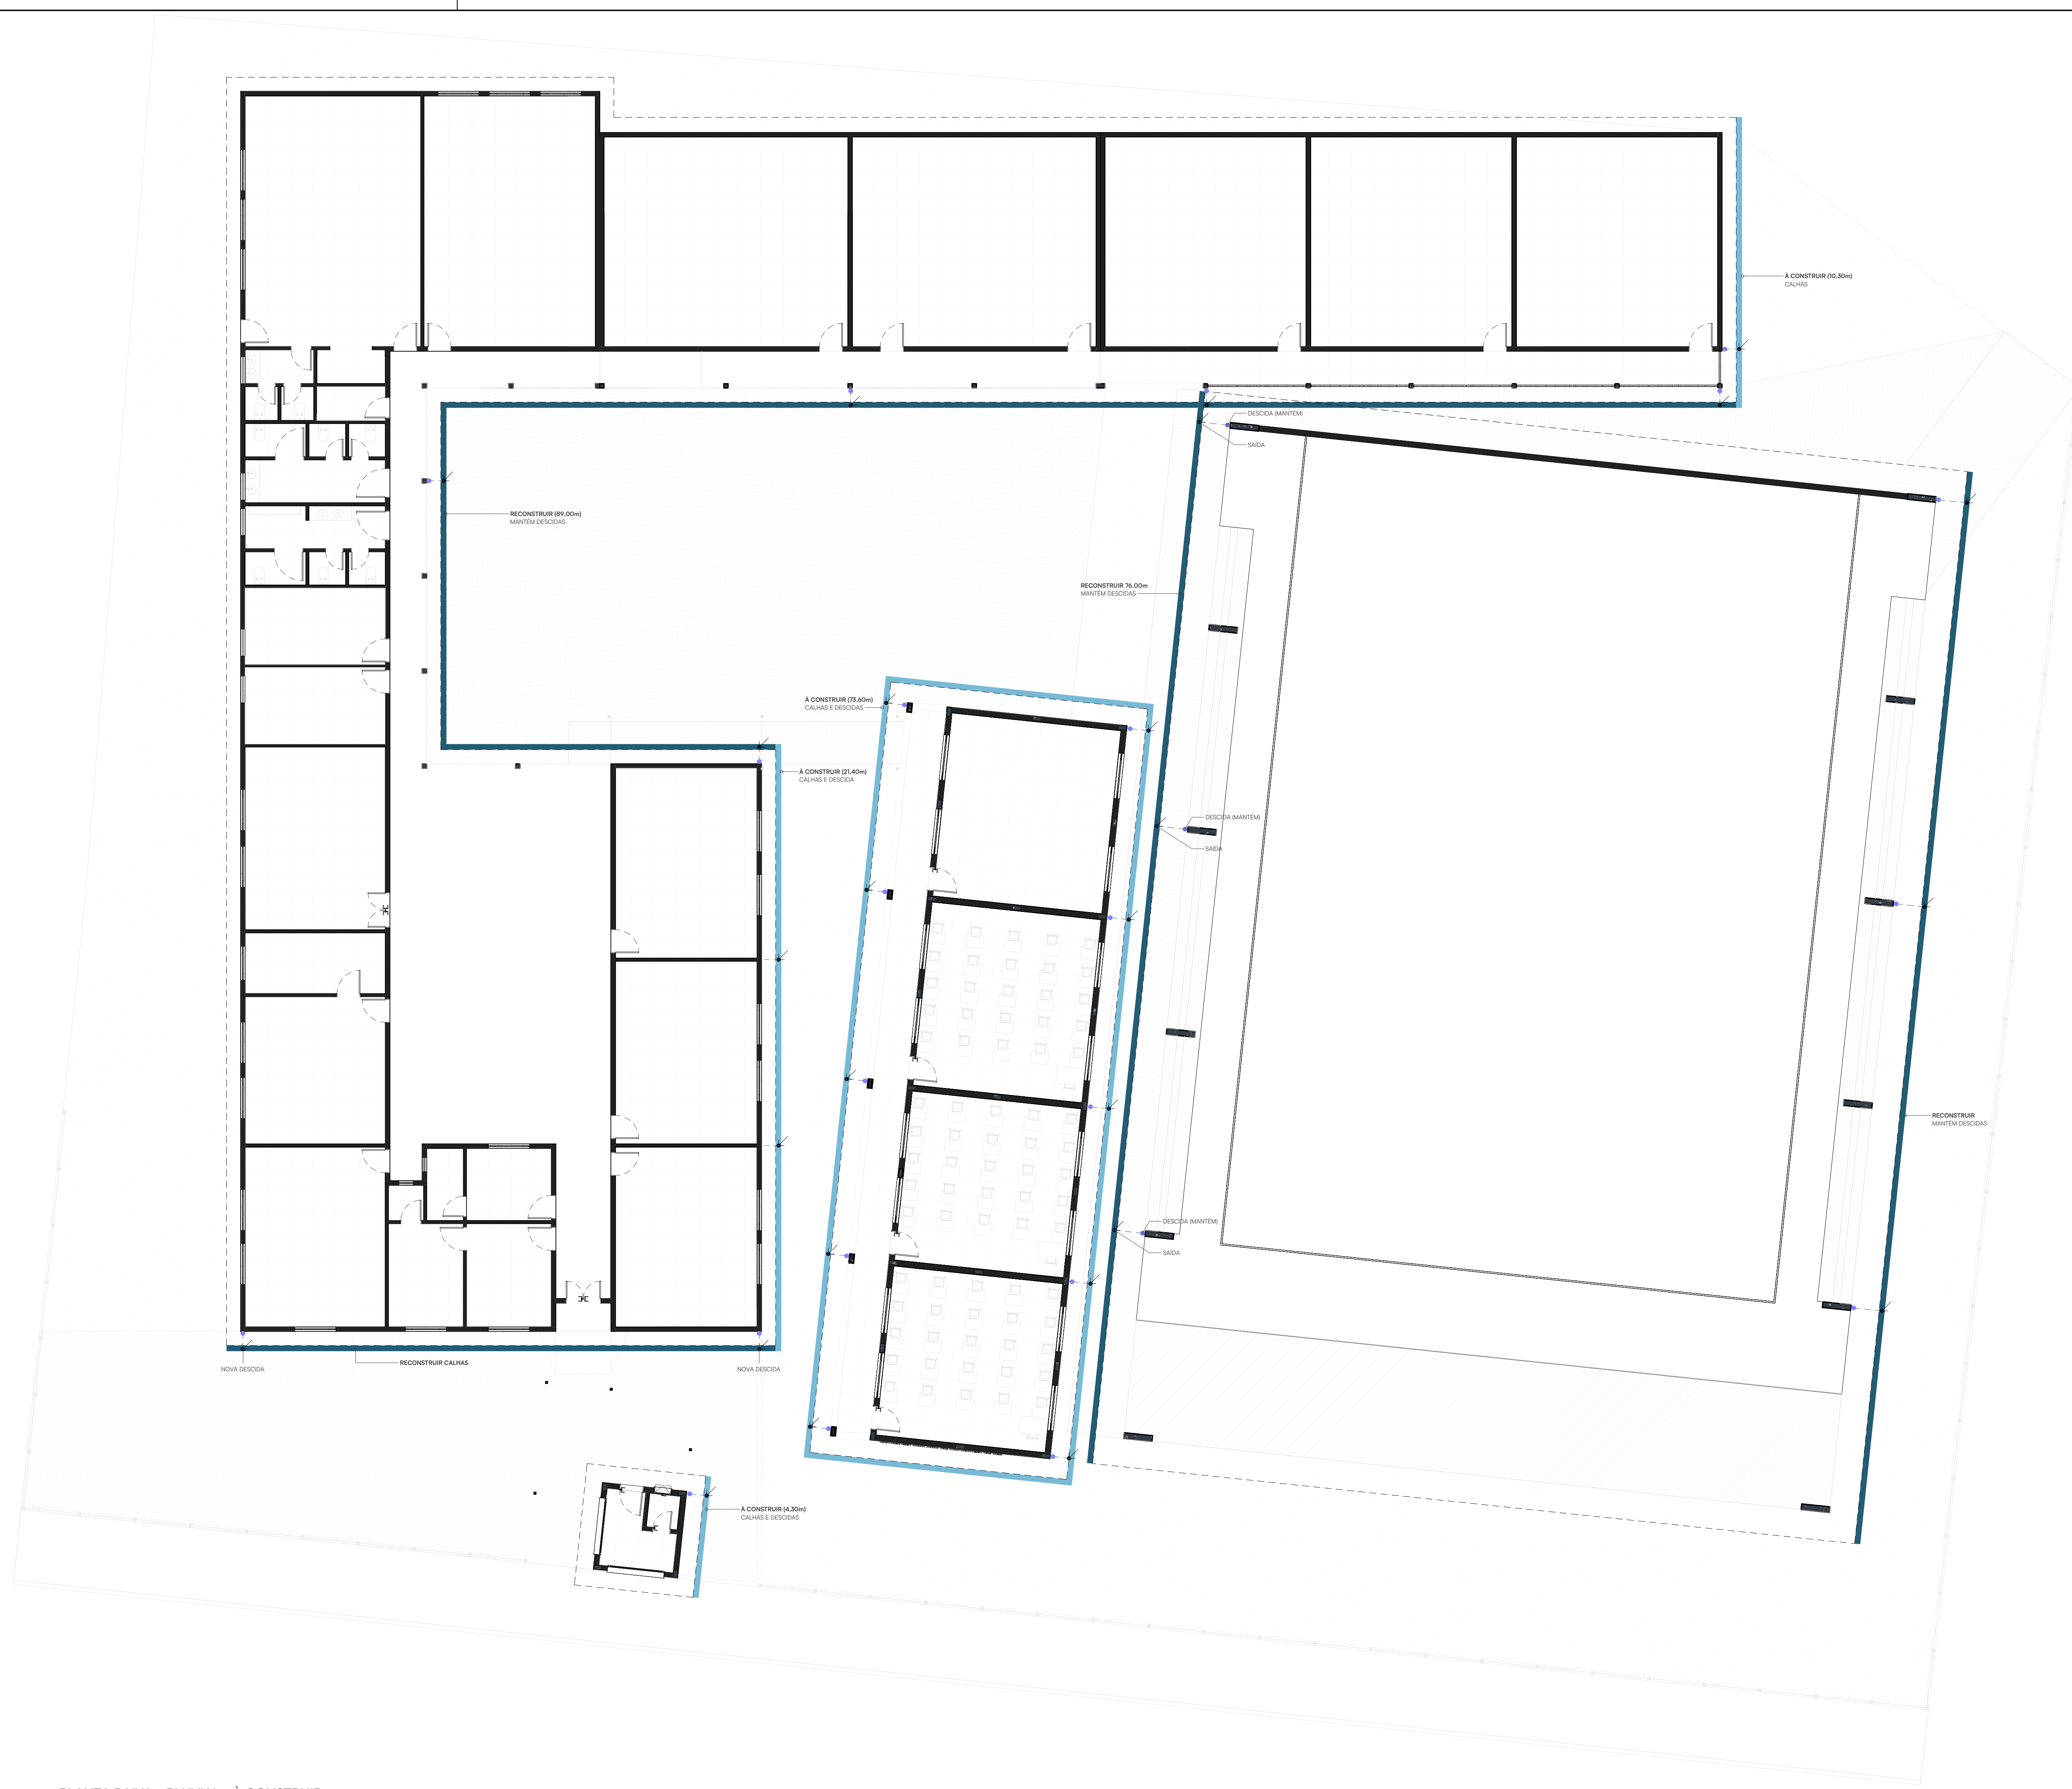 À CONSTRUIR (10,30m)
CALHAS
DESCIDA (MANTÉM)
SAÍDA
RECONSTRUIR (89,00m)
MANTÉM DESCIDAS
RECONSTRUIR 76,00m
MANTÉM DESCIDAS
À CONSTRUIR (73,60m)
CALHAS E DESCIDAS
À CONSTRUIR (21,40m)
CALHAS E DESCIDA
DESCIDA (MANTÉM)
SAÍDA
RECONSTRUIR
MANTÉM DESCIDAS
DESCIDA (MANTÉM)
SAÍDA
RECONSTRUIR CALHAS
NOVA DESCIDA
NOVA DESCIDA
À CONSTRUIR (4,30m)
CALHAS E DESCIDAS